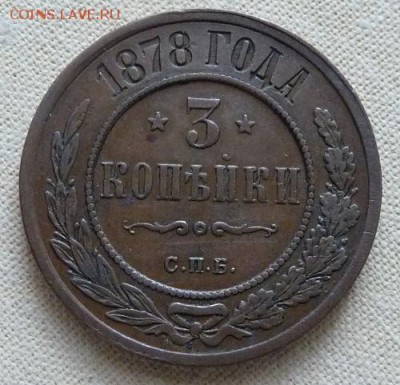 COINS.LAVE.RU
1878 ГОДА
3
КОПѢЙКИ
С.П.Б.